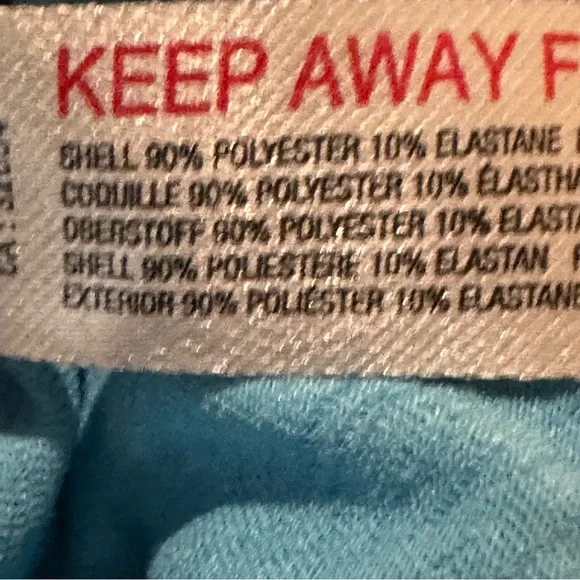 KEEP AWAY F
SHELL 90% POLYESTER 10% ELASTANE
COQUILLE 90% POLYESTER 10% ÉLASTHA
OBERSTOFF 90% POLYESTER 10% ELASTA
SHELL 90% POLIESTERE 10% ELASTAN
EXTERIOR 90% POLIÉSTER 10% ELASTANE